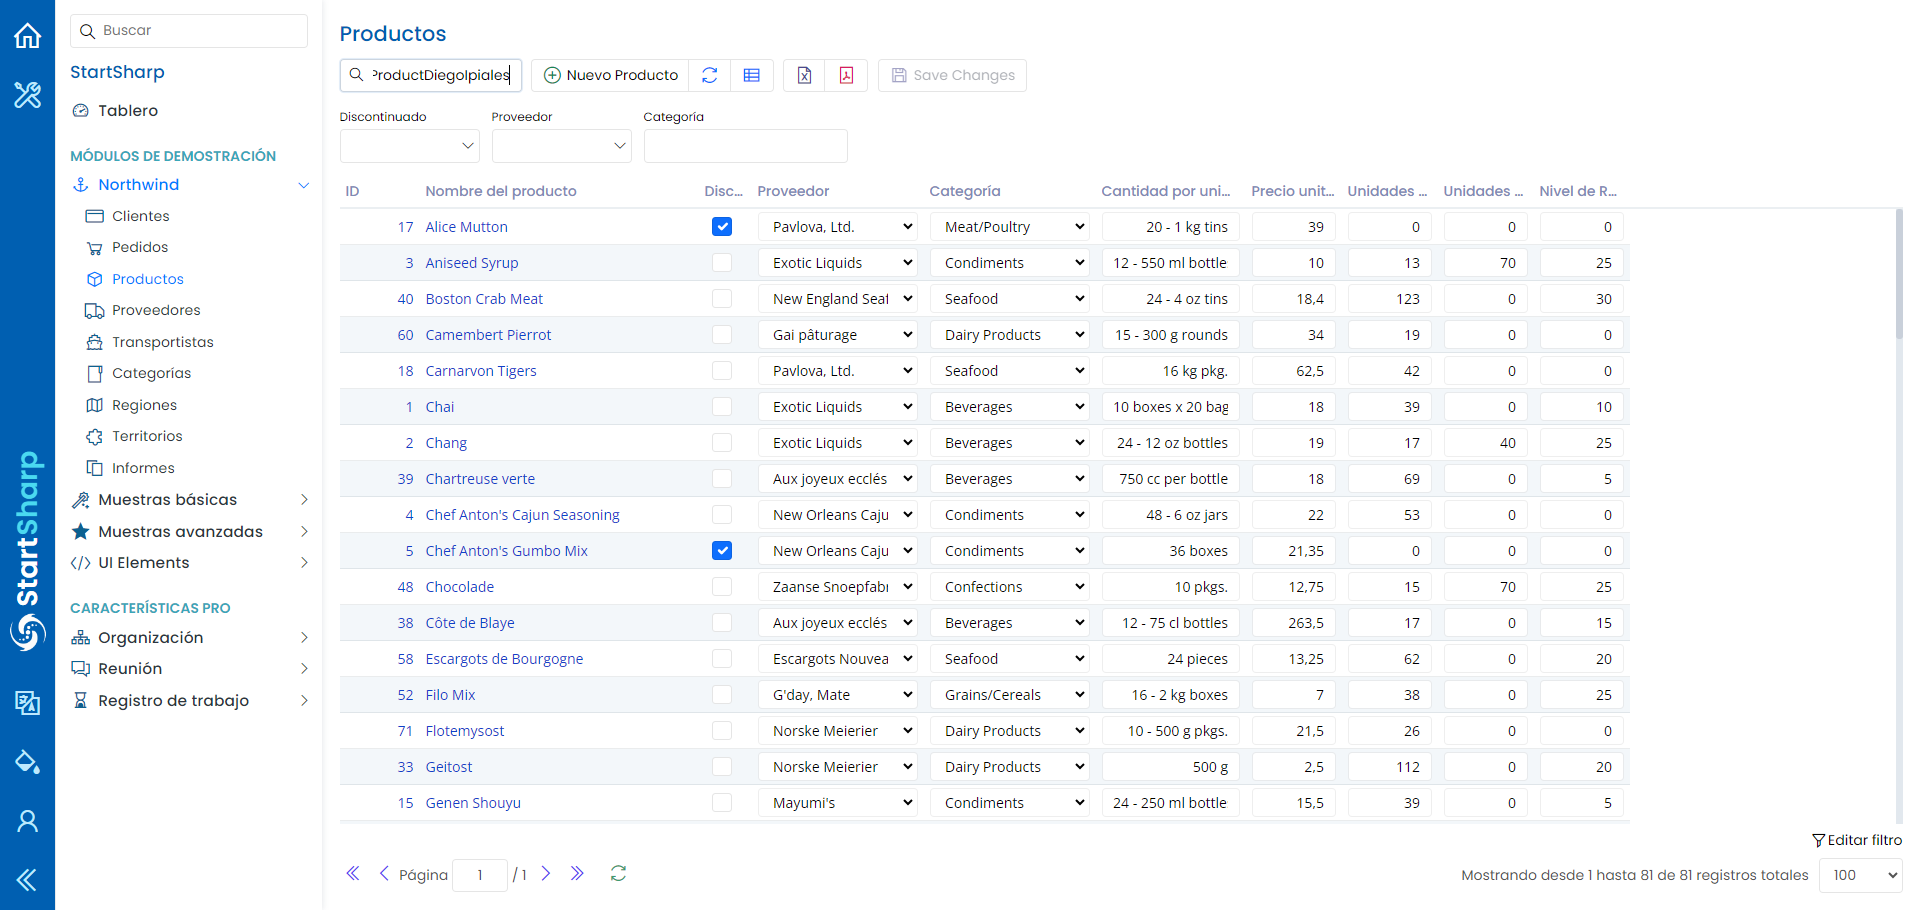 Buscar
StartSharp
Tablero
MÓDULOS DE DEMOSTRACIÓN
Northwind
Clientes
Pedidos
Productos
Proveedores
Transportistas
Categorías
Regiones
Territorios
Informes
Muestras básicas
Muestras avanzadas
UI Elements
CARACTERÍSTICAS PRO
Organización
Reunión
Registro de trabajo
StartSharp
Productos
ProductDiegoIpiales
Nuevo Producto
Save Changes
Discontinuado Proveedor Categoría
ID Nombre del producto Disc... Proveedor Categoría Cantidad por uni... Precio unit... Unidades ... Unidades ... Nivel de R...
17 Alice Mutton Pavlova, Ltd. Meat/Poultry 20 - 1 kg tins 39 0 0 0
3 Aniseed Syrup Exotic Liquids Condiments 12 - 550 ml bottle 10 13 70 25
40 Boston Crab Meat New England Seaf Seafood 24 - 4 oz tins 18,4 123 0 30
60 Camembert Pierrot Gai pâturage Dairy Products 15 - 300 g rounds 34 19 0 0
18 Carnarvon Tigers Pavlova, Ltd. Seafood 16 kg pkg. 62,5 42 0 0
1 Chai Exotic Liquids Beverages 10 boxes x 20 bag 18 39 0 10
2 Chang Exotic Liquids Beverages 24 - 12 oz bottles 19 17 40 25
39 Chartreuse verte Aux joyeux ecclés Beverages 750 cc per bottle 18 69 0 5
4 Chef Anton's Cajun Seasoning New Orleans Caju Condiments 48 - 6 oz jars 22 53 0 0
5 Chef Anton's Gumbo Mix New Orleans Caju Condiments 36 boxes 21,35 0 0 0
48 Chocolade Zaanse Snoepfabr Confections 10 pkgs. 12,75 15 70 25
38 Côte de Blaye Aux joyeux ecclés Beverages 12 - 75 cl bottles 263,5 17 0 15
58 Escargots de Bourgogne Escargots Nouvea Seafood 24 pieces 13,25 62 0 20
52 Filo Mix G'day, Mate Grains/Cereals 16 - 2 kg boxes 7 38 0 25
71 Flotemysost Norske Meierier Dairy Products 10 - 500 g pkgs. 21,5 26 0 0
33 Geitost Norske Meierier Dairy Products 500 g 2,5 112 0 20
15 Genen Shouyu Mayumi's Condiments 24 - 250 ml bottle 15,5 39 0 5
Editar filtro
Página 1 / 1
Mostrando desde 1 hasta 81 de 81 registros totales 100